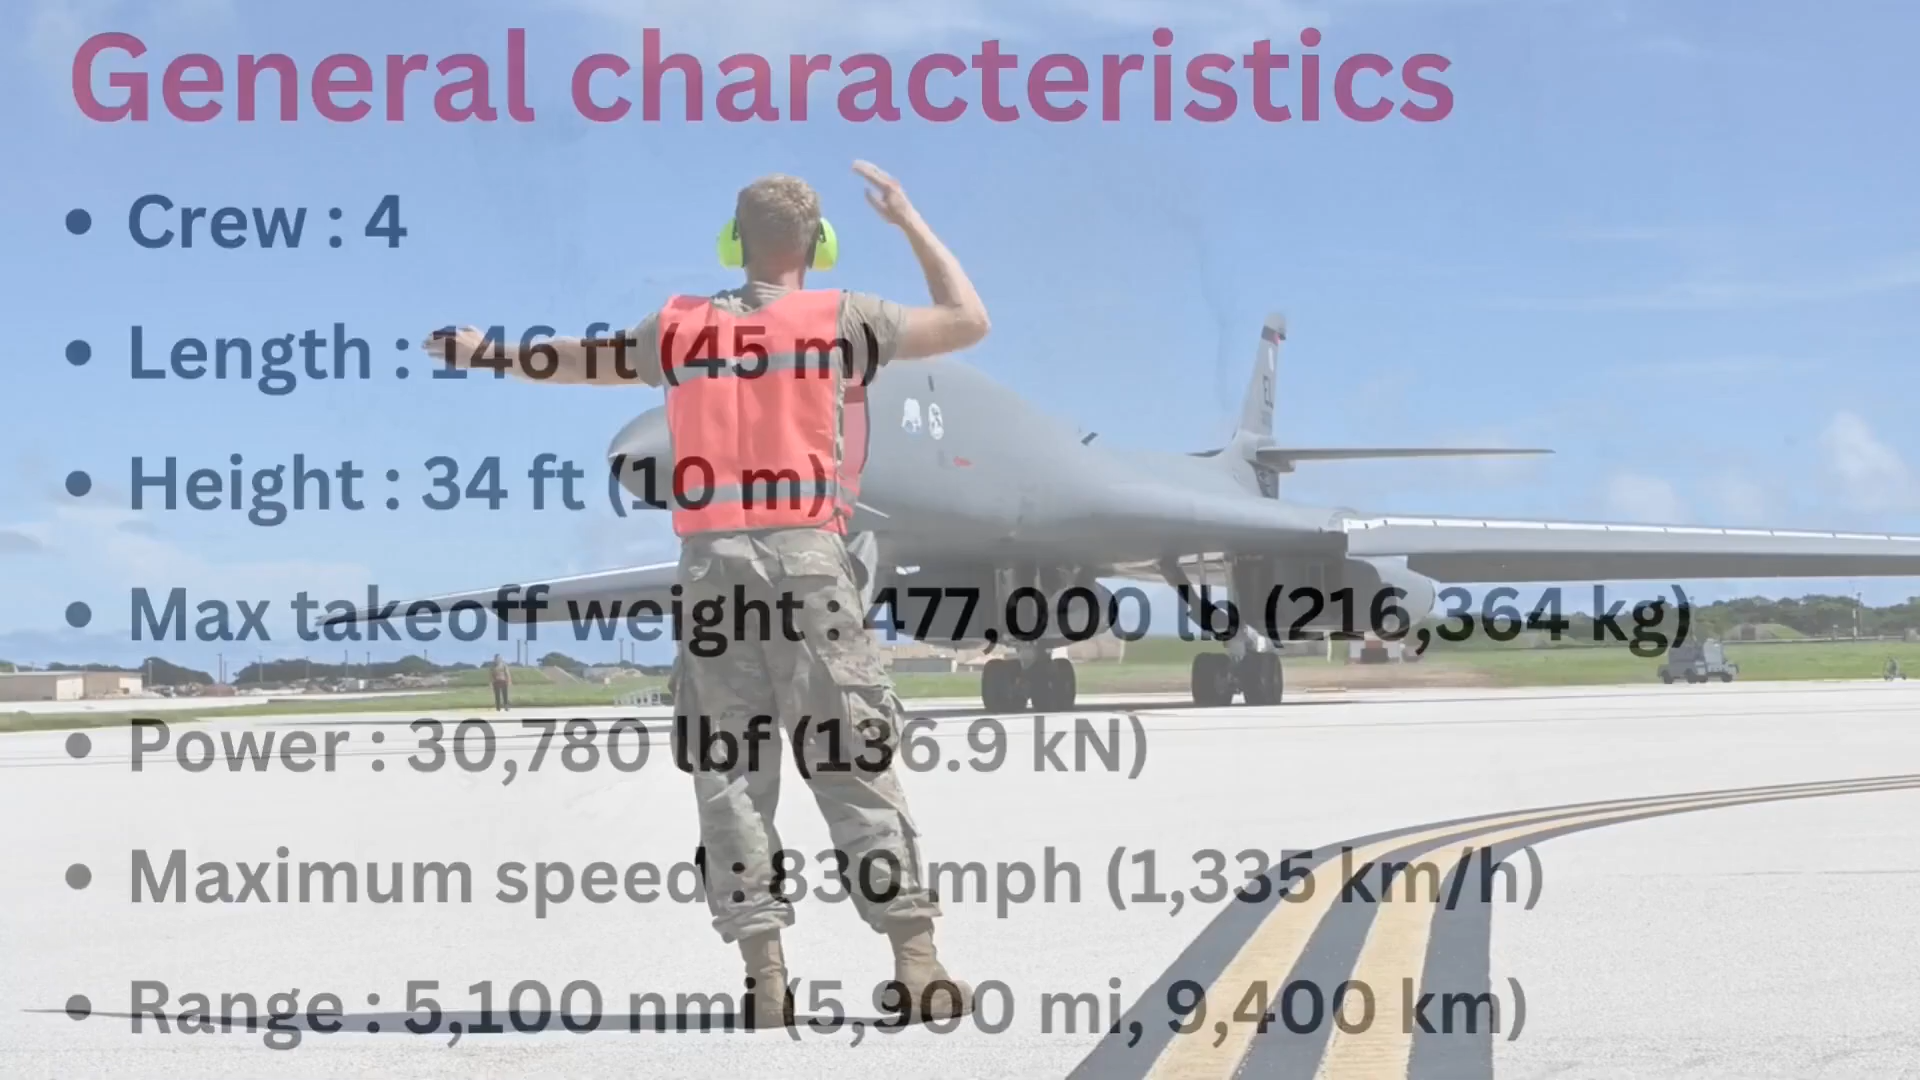 General characteristics
• Crew : 4
• Length : 146 ft (45 m)
• Height : 34 ft (10 m)
• Max takeoff weight : 477,000 lb (216,364 kg)
• Power : 30,780 lbf (136.9 kN)
• Maximum speed : 830 mph (1,335 km/h)
• Range : 5,100 nmi (5,900 mi, 9,400 km)